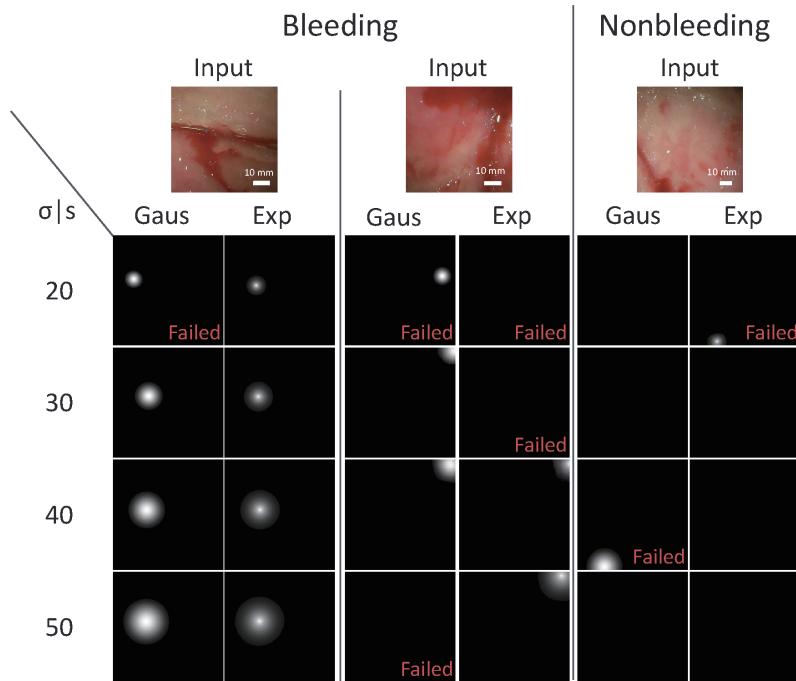 Bleeding Nonbleeding
Input Input Input
10 mm 10 mm 10 mm
σ|s Gaus Exp Gaus Exp Gaus Exp
20 Failed Failed Failed Failed
30 Failed
40 Failed
50 Failed